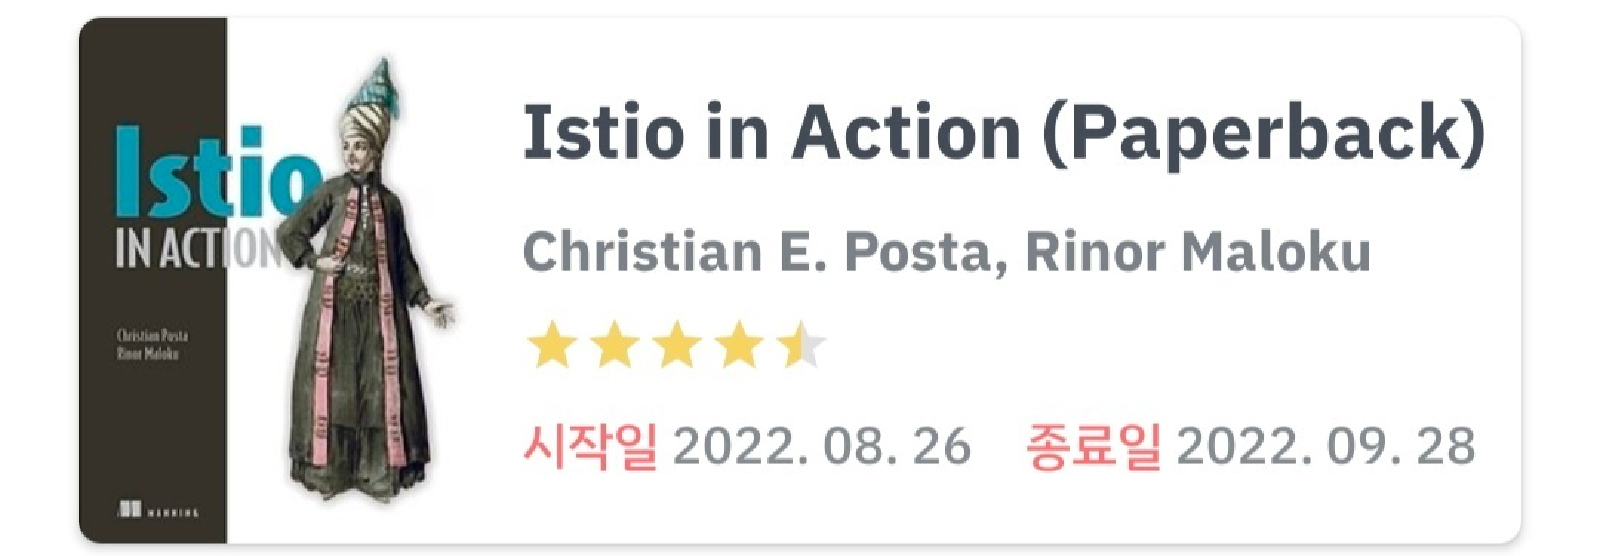 Istio
IN ACTION
Christian Posta
Rinor Maloku
MANNING
Istio in Action (Paperback)
Christian E. Posta, Rinor Maloku
시작일 2022. 08. 26 종료일 2022. 09. 28